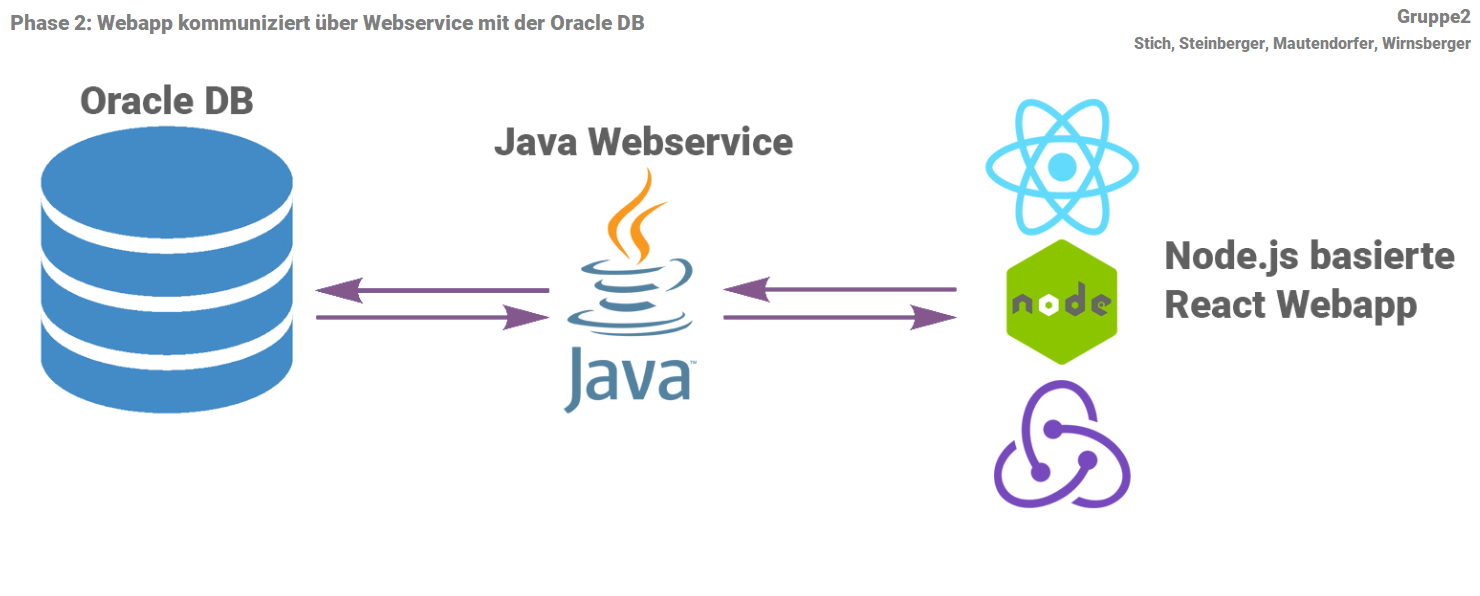 Phase 2: Webapp kommuniziert über Webservice mit der Oracle DB
Gruppe2
Stich, Steinberger, Mautendorfer, Wirnsberger
Oracle DB
Java Webservice
Java™
node
Node.js basierte
React Webapp